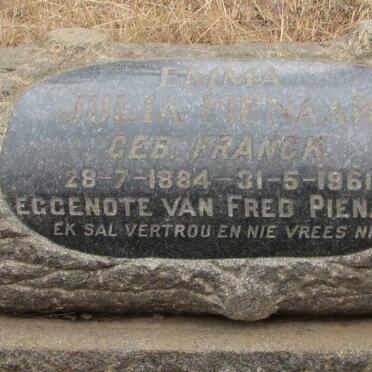 EMMA
JULIA PIENAAR
GEB. FRANCK
28-7-1884-31-5-1961
EGGENOTE VAN FRED PIENA
EK SAL VERTROU EN NIE VREES NI